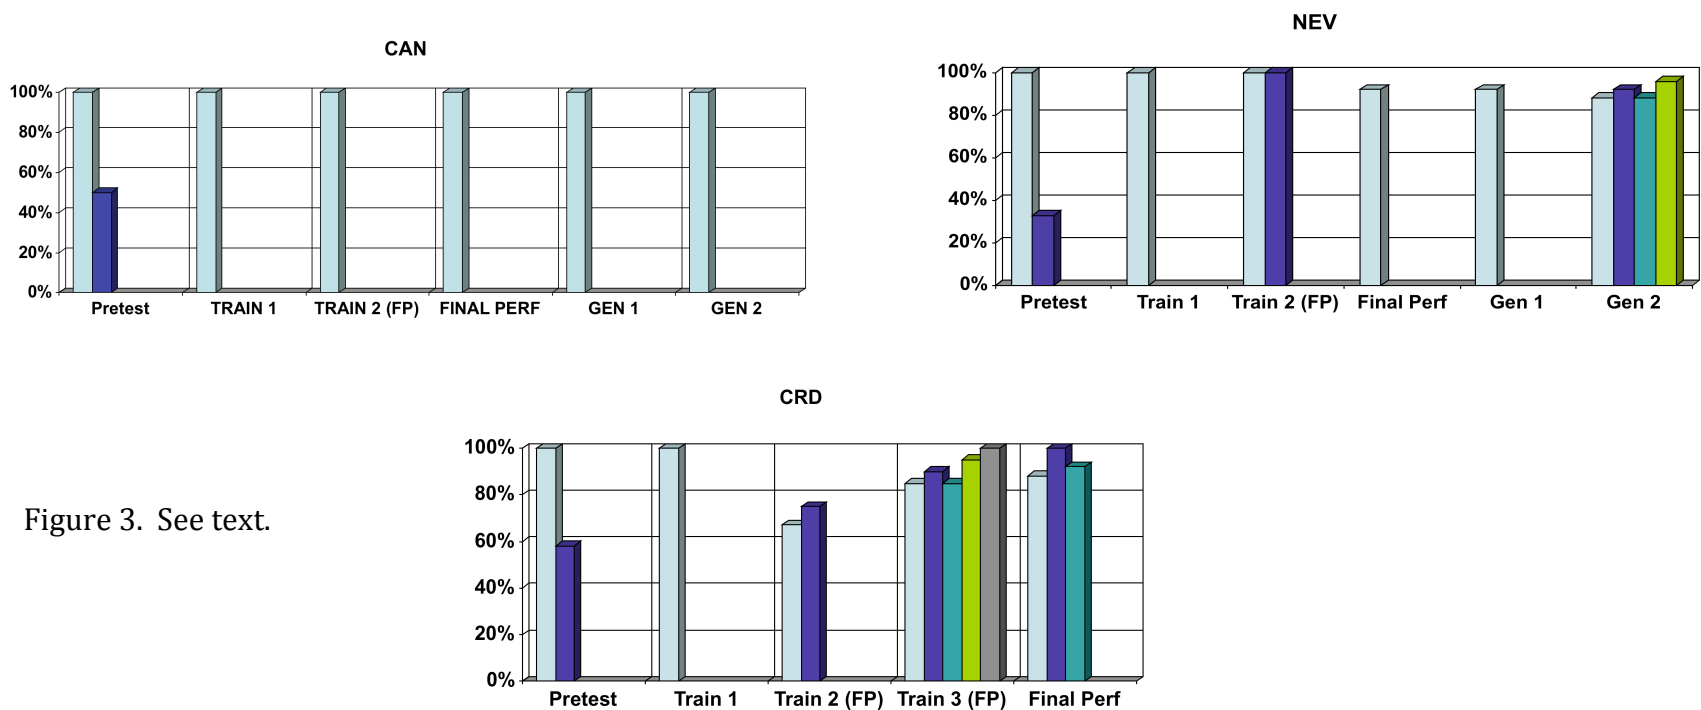 CAN
100%
80%
60%
40%
20%
0%
Pretest TRAIN 1 TRAIN 2 (FP) FINAL PERF GEN 1 GEN 2
NEV
100%
80%
60%
40%
20%
0%
Pretest Train 1 Train 2 (FP) Final Perf Gen 1 Gen 2
CRD
100%
80%
60%
40%
20%
0%
Pretest Train 1 Train 2 (FP) Train 3 (FP) Final Perf
Figure 3. See text.